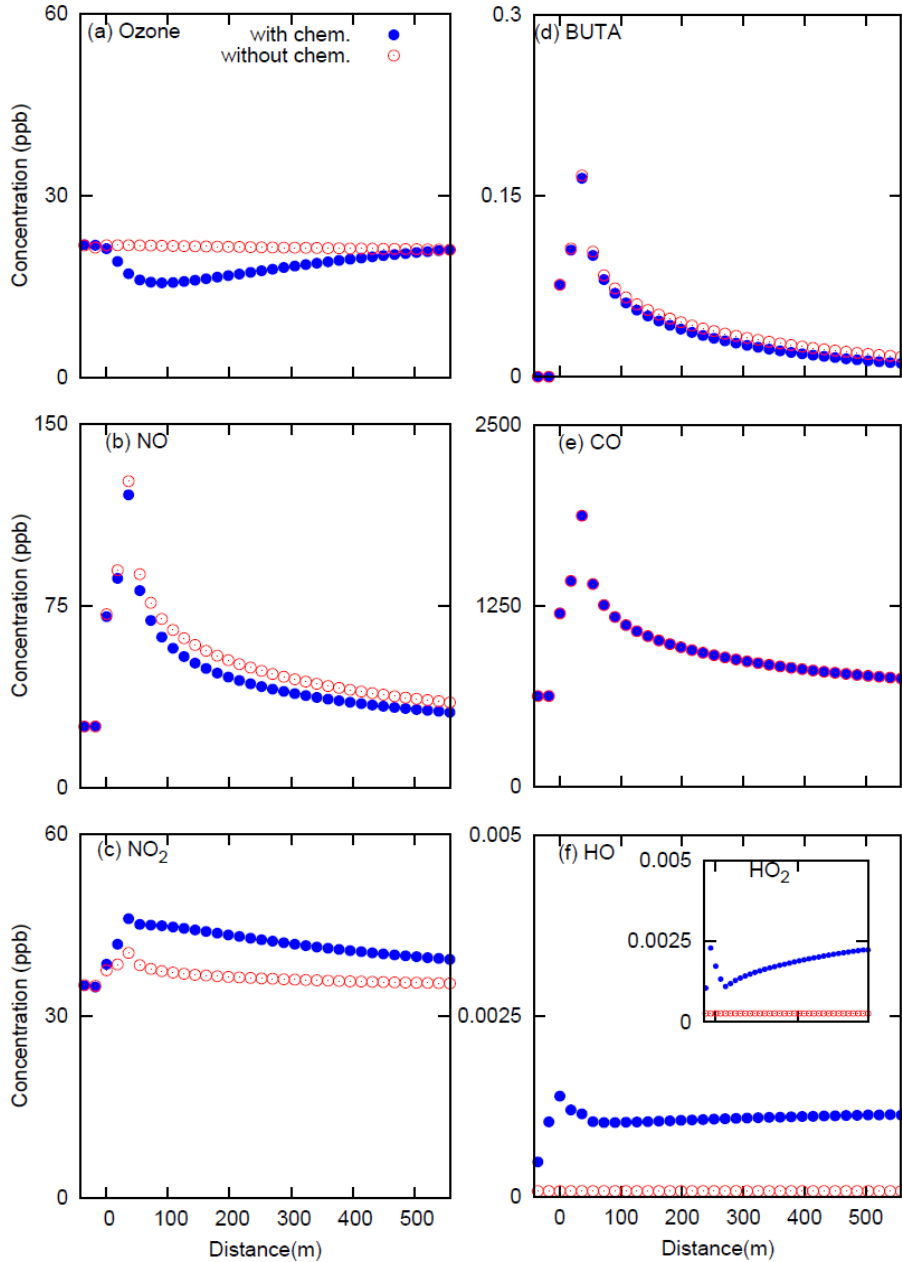 60
(a) Ozone
with chem.
without chem.
30
0
Concentration (ppb)
0.3
(d) BUTA
0.15
0
150
(b) NO
75
0
Concentration (ppb)
2500
(e) CO
1250
0
60
(c) NO2
30
0
Concentration (ppb)
0 100 200 300 400 500
Distance(m)
0.005
(f) HO
0.005
HO2
0.0025
0
0.0025
0
0 100 200 300 400 500
Distance(m)